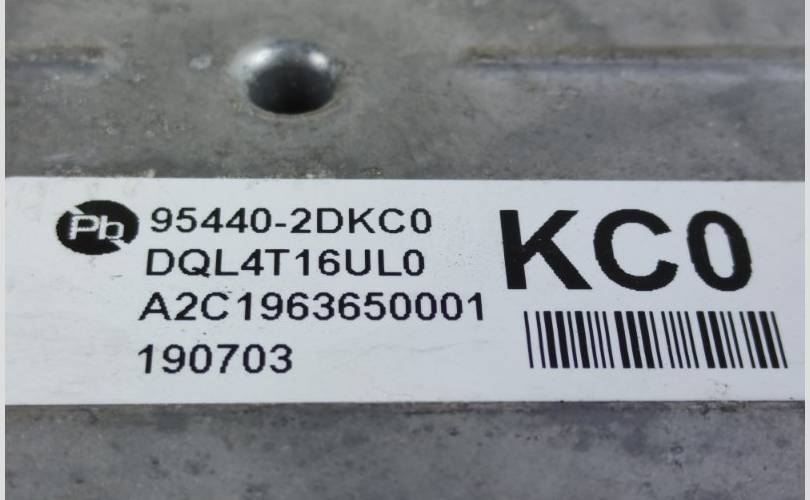 Pb 95440-2DKC0
DQL4T16UL0
A2C1963650001
190703
KC0